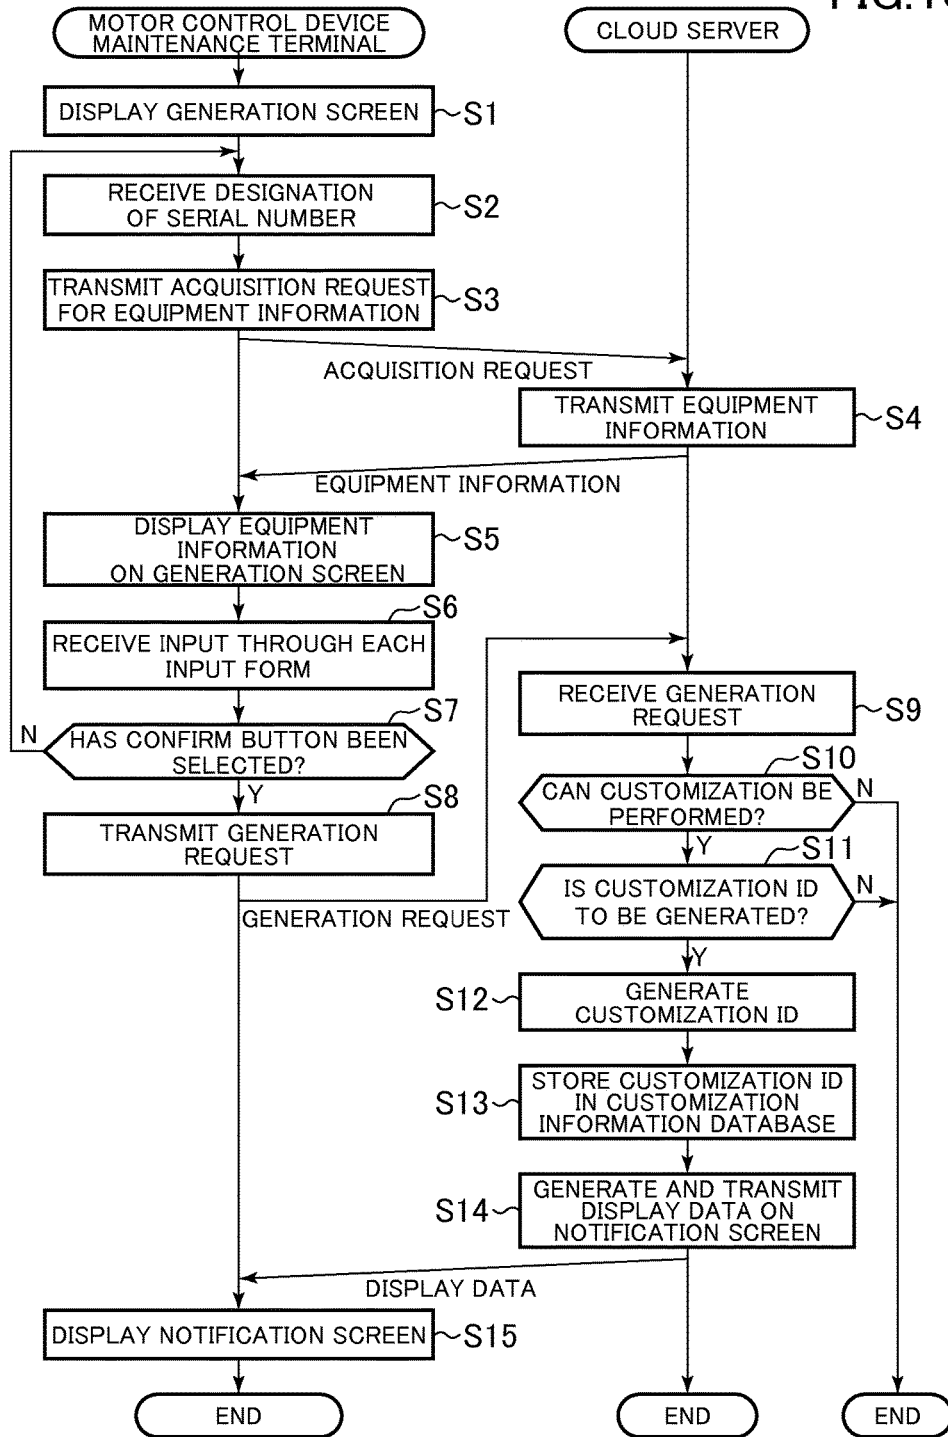 MOTOR CONTROL DEVICE
MAINTENANCE TERMINAL
CLOUD SERVER
DISPLAY GENERATION SCREEN
S1
RECEIVE DESIGNATION
OF SERIAL NUMBER
S2
TRANSMIT ACQUISITION REQUEST
FOR EQUIPMENT INFORMATION
S3
ACQUISITION REQUEST
TRANSMIT EQUIPMENT
INFORMATION
S4
EQUIPMENT INFORMATION
DISPLAY EQUIPMENT
INFORMATION
ON GENERATION SCREEN
S5
S6
RECEIVE INPUT THROUGH EACH
INPUT FORM
S7
N
HAS CONFIRM BUTTON BEEN
SELECTED?
Y
S8
TRANSMIT GENERATION
REQUEST
GENERATION REQUEST
RECEIVE GENERATION
REQUEST
S9
S10
CAN CUSTOMIZATION BE
PERFORMED?
N
Y
S11
IS CUSTOMIZATION ID
TO BE GENERATED?
N
Y
S12
GENERATE
CUSTOMIZATION ID
S13
STORE CUSTOMIZATION ID
IN CUSTOMIZATION
INFORMATION DATABASE
S14
GENERATE AND TRANSMIT
DISPLAY DATA ON
NOTIFICATION SCREEN
DISPLAY DATA
DISPLAY NOTIFICATION SCREEN
S15
END
END
END